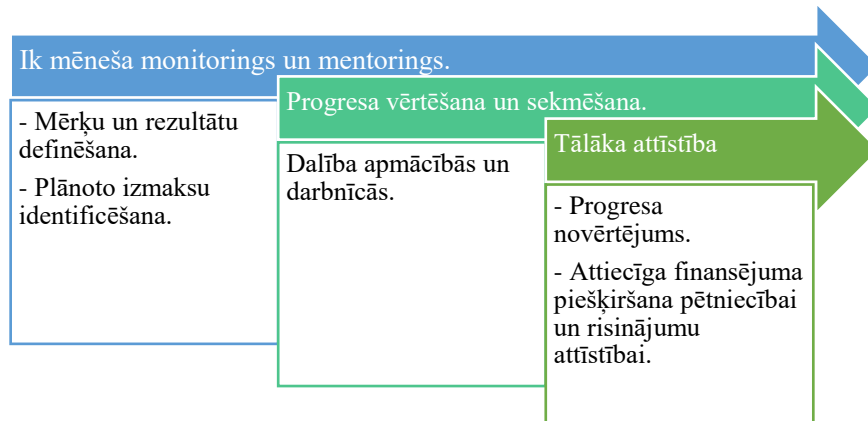 Ik mēneša monitorings un mentorings.
- Mērķu un rezultātu
definēšana.
- Plānoto izmaksu
identificēšana.
Progresa vērtēšana un sekmēšana.
Dalība apmācībās un
darbnīcās.
Tālāka attīstība
- Progresa
novērtējums.
- Attiecīga finansējuma
piešķiršana pētniecībai
un risinājumu
attīstībai.